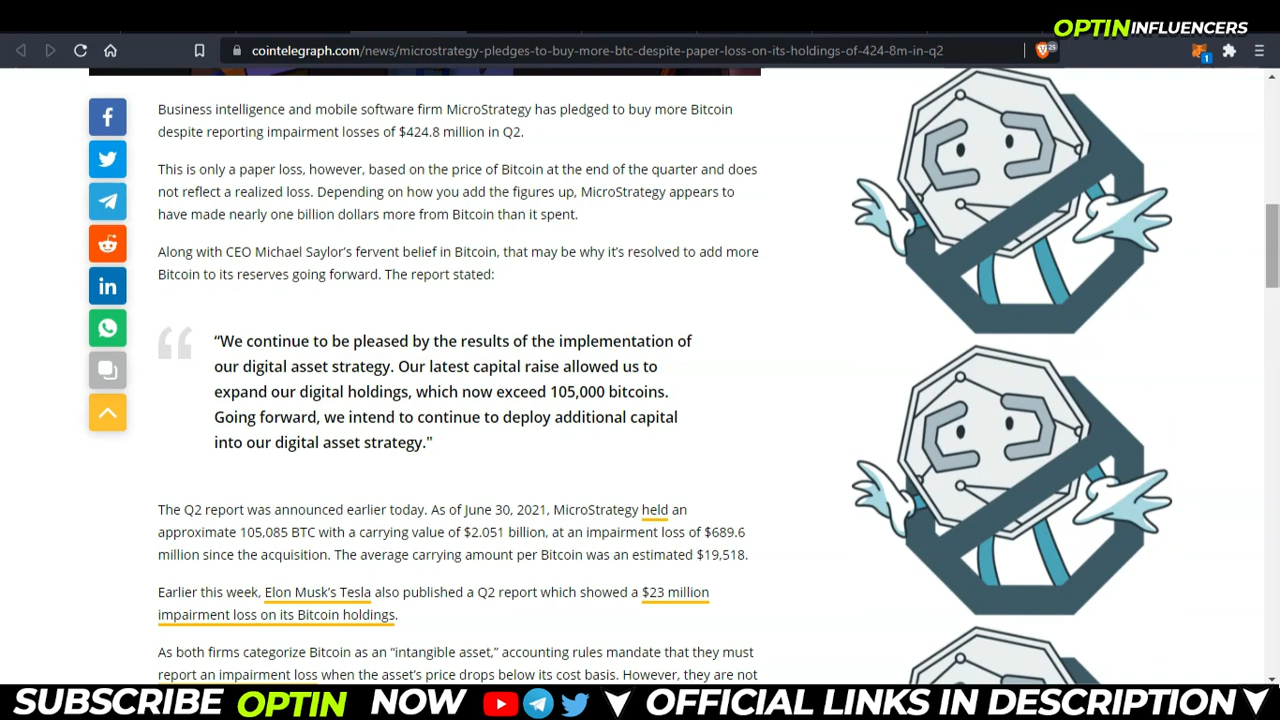 OPTIN INFLUENCERS
cointelegraph.com/news/microstrategy-pledges-to-buy-more-btc-despite-paper-loss-on-its-holdings-of-424-8m-in-q2
25
1
Business intelligence and mobile software firm MicroStrategy has pledged to buy more Bitcoin
despite reporting impairment losses of $424.8 million in Q2.
This is only a paper loss, however, based on the price of Bitcoin at the end of the quarter and does
not reflect a realized loss. Depending on how you add the figures up, MicroStrategy appears to
have made nearly one billion dollars more from Bitcoin than it spent.
Along with CEO Michael Saylor’s fervent belief in Bitcoin, that may be why it’s resolved to add more
Bitcoin to its reserves going forward. The report stated:
“We continue to be pleased by the results of the implementation of
our digital asset strategy. Our latest capital raise allowed us to
expand our digital holdings, which now exceed 105,000 bitcoins.
Going forward, we intend to continue to deploy additional capital
into our digital asset strategy."
The Q2 report was announced earlier today. As of June 30, 2021, MicroStrategy held an
approximate 105,085 BTC with a carrying value of $2.051 billion, at an impairment loss of $689.6
million since the acquisition. The average carrying amount per Bitcoin was an estimated $19,518.
Earlier this week, Elon Musk’s Tesla also published a Q2 report which showed a $23 million
impairment loss on its Bitcoin holdings.
As both firms categorize Bitcoin as an “intangible asset,” accounting rules mandate that they must
report an impairment loss when the asset’s price drops below its cost basis. However, they are not
SUBSCRIBE OPTIN NOW OFFICIAL LINKS IN DESCRIPTION